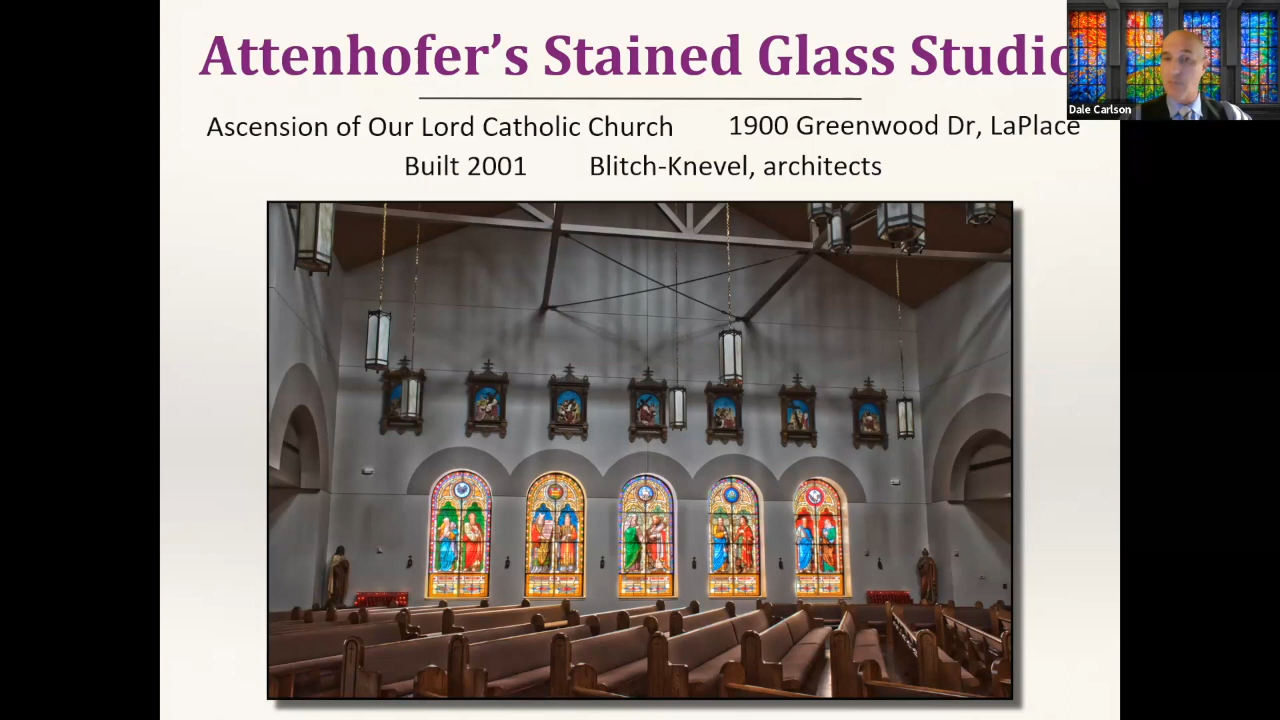 Attenhofer's Stained Glass Studio
Dale Carlson
Ascension of Our Lord Catholic Church 1900 Greenwood Dr, LaPlace
Built 2001 Blitch-Knevel, architects